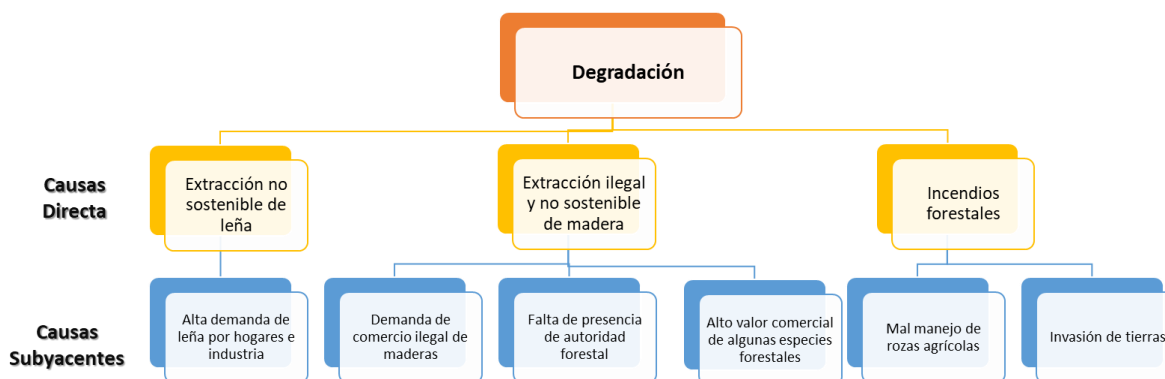 Degradación
Causas
Directa
Extracción no
sostenible de
leña
Extracción ilegal
y no sostenible
de madera
Incendios
forestales
Causas
Subyacentes
Alta demanda de
leña por hogares e
industria
Demanda de
comercio ilegal de
maderas
Falta de presencia
de autoridad
forestal
Alto valor comercial
de algunas especies
forestales
Mal manejo de
rozas agrícolas
Invasión de tierras